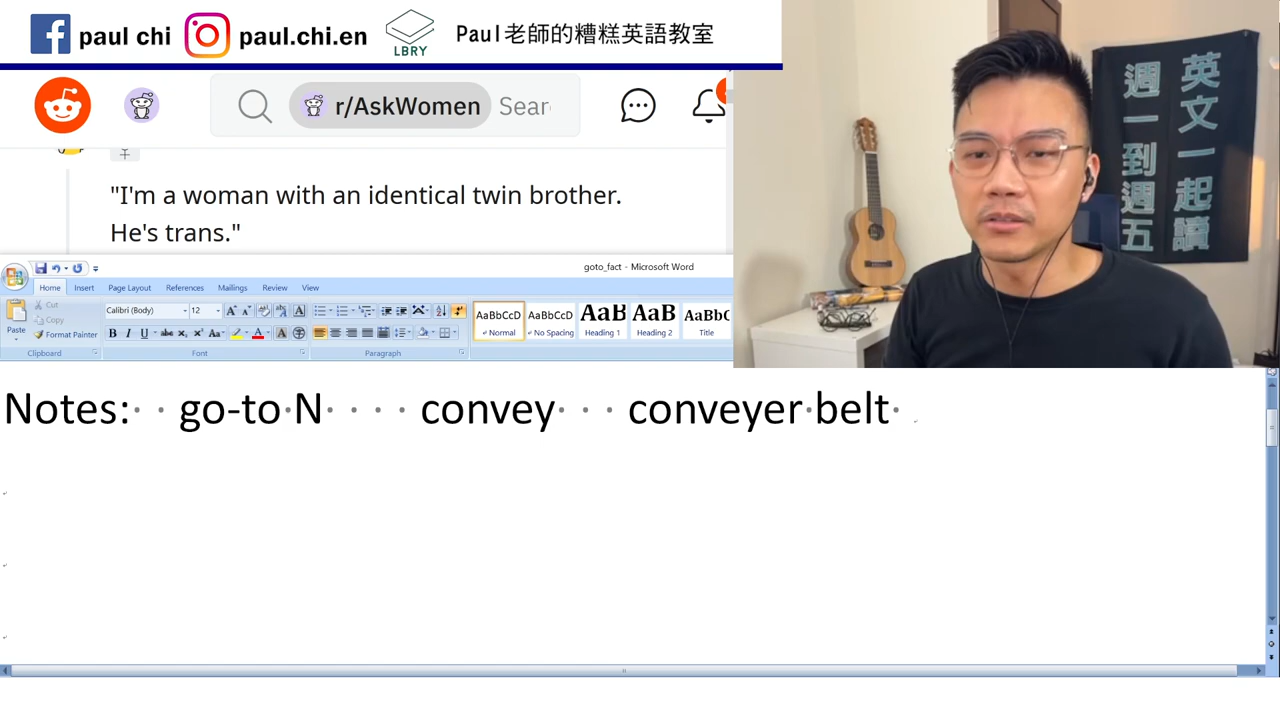 paul chi
paul.chi.en
LBRY
Paul老師的糟糕英語教室
r/AskWomen
Sear
"I'm a woman with an identical twin brother.
He's trans."
goto_fact - Microsoft Word
Home Insert Page Layout References Mailings Review View
Paste
Cut
Copy
Format Painter
Clipboard
Calibri (Body) 12
Font
Paragraph
AaBbCcD
Normal
AaBbCcD
No Spacing
AaB
Heading 1
AaB
Heading 2
AaBbC
Title
Notes: go-to N convey conveyer belt
英文一起讀
週一到週五